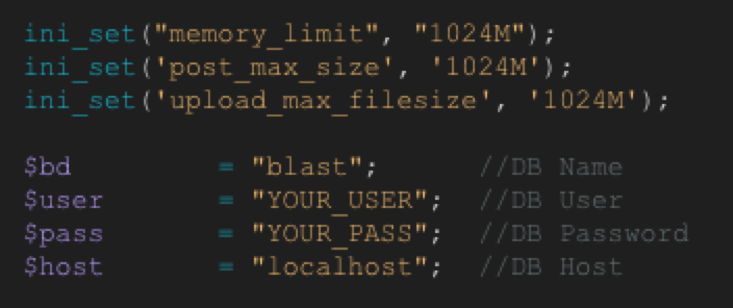 ini_set("memory_limit", "1024M");
ini_set('post_max_size', '1024M');
ini_set('upload_max_filesize', '1024M');

$bd         = "blast";      //DB Name
$user       = "YOUR_USER";  //DB User
$pass       = "YOUR_PASS";  //DB Password
$host       = "localhost";  //DB Host